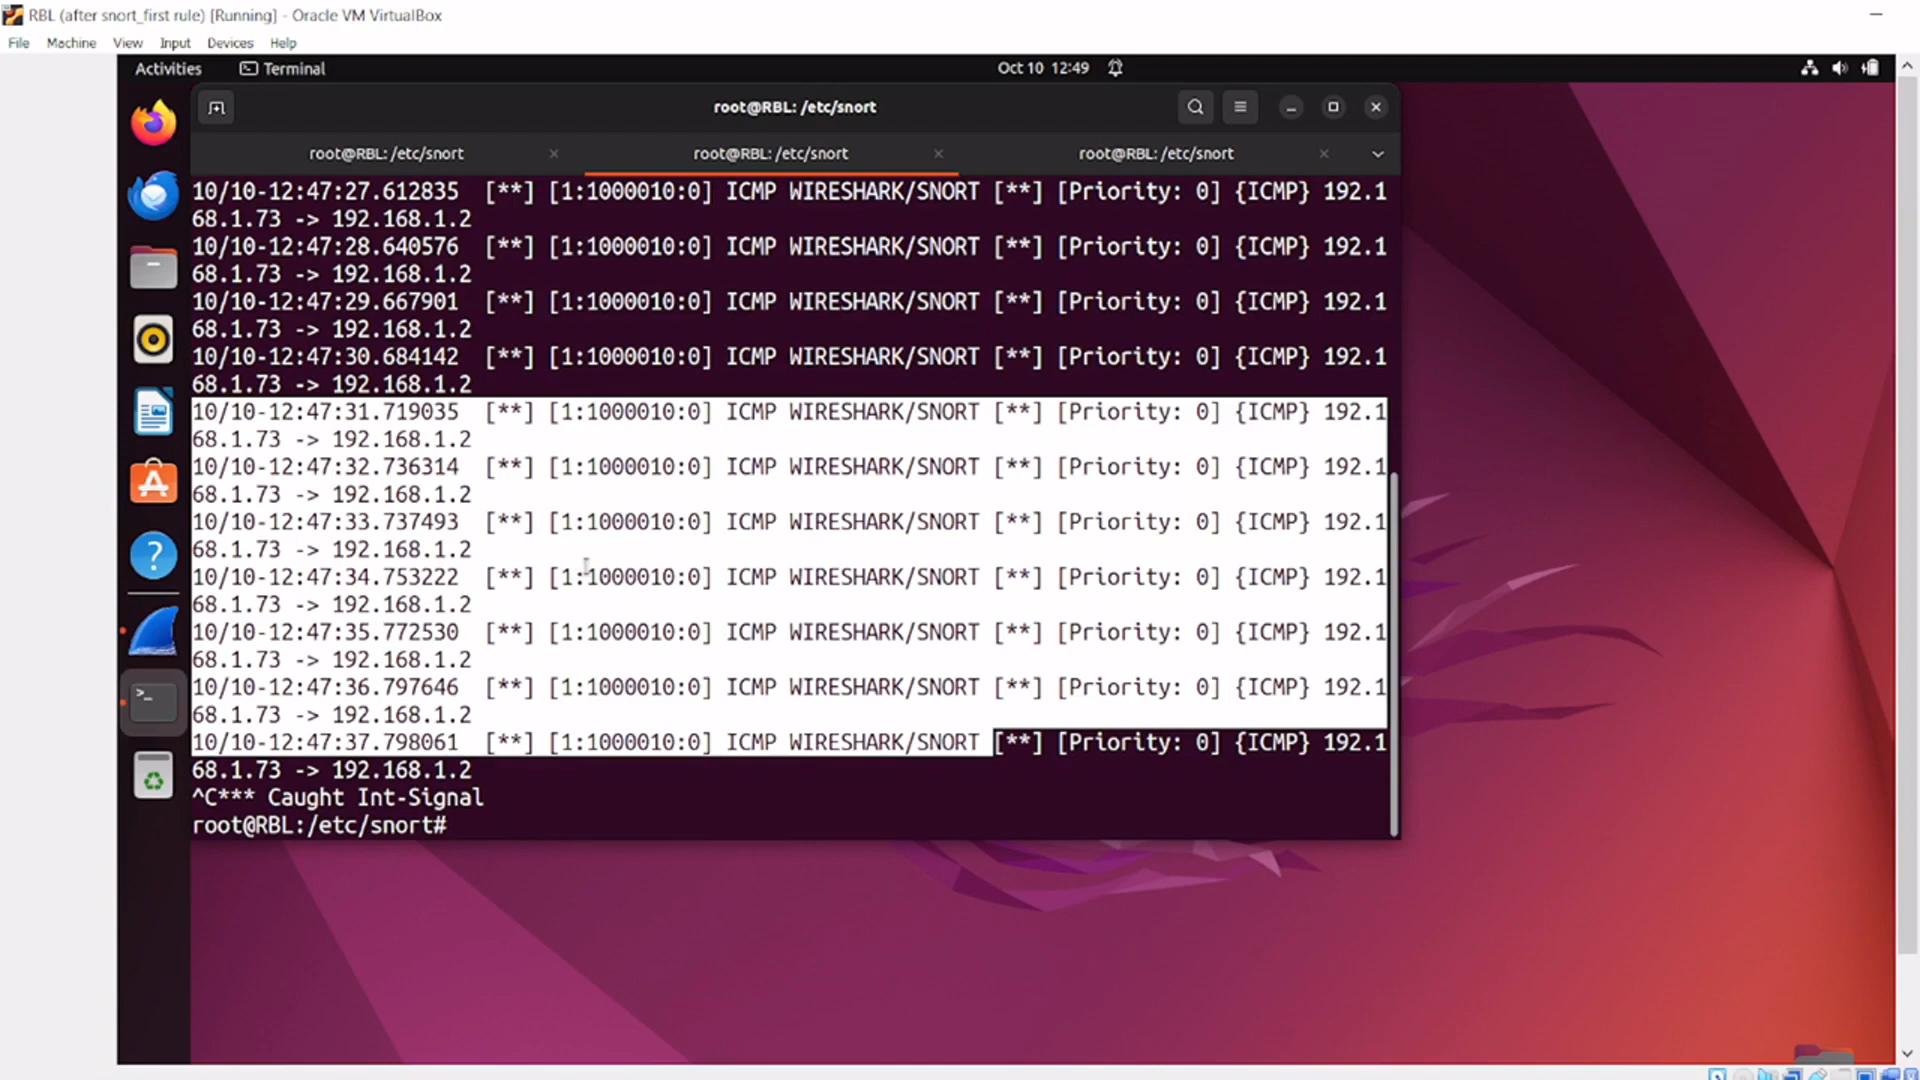 RBL (after snort_first rule) [Running] - Oracle VM VirtualBox
File Machine View Input Devices Help
Activities Terminal Oct 10 12:49
root@RBL: /etc/snort
root@RBL: /etc/snort × root@RBL: /etc/snort × root@RBL: /etc/snort ×
10/10-12:47:27.612835 [**] [1:1000010:0] ICMP WIRESHARK/SNORT [**] [Priority: 0] {ICMP} 192.1
68.1.73 -> 192.168.1.2
10/10-12:47:28.640576 [**] [1:1000010:0] ICMP WIRESHARK/SNORT [**] [Priority: 0] {ICMP} 192.1
68.1.73 -> 192.168.1.2
10/10-12:47:29.667901 [**] [1:1000010:0] ICMP WIRESHARK/SNORT [**] [Priority: 0] {ICMP} 192.1
68.1.73 -> 192.168.1.2
10/10-12:47:30.684142 [**] [1:1000010:0] ICMP WIRESHARK/SNORT [**] [Priority: 0] {ICMP} 192.1
68.1.73 -> 192.168.1.2
10/10-12:47:31.719035 [**] [1:1000010:0] ICMP WIRESHARK/SNORT [**] [Priority: 0] {ICMP} 192.1
68.1.73 -> 192.168.1.2
10/10-12:47:32.736314 [**] [1:1000010:0] ICMP WIRESHARK/SNORT [**] [Priority: 0] {ICMP} 192.1
68.1.73 -> 192.168.1.2
10/10-12:47:33.737493 [**] [1:1000010:0] ICMP WIRESHARK/SNORT [**] [Priority: 0] {ICMP} 192.1
68.1.73 -> 192.168.1.2
10/10-12:47:34.753222 [**] [1:1000010:0] ICMP WIRESHARK/SNORT [**] [Priority: 0] {ICMP} 192.1
68.1.73 -> 192.168.1.2
10/10-12:47:35.772530 [**] [1:1000010:0] ICMP WIRESHARK/SNORT [**] [Priority: 0] {ICMP} 192.1
68.1.73 -> 192.168.1.2
10/10-12:47:36.797646 [**] [1:1000010:0] ICMP WIRESHARK/SNORT [**] [Priority: 0] {ICMP} 192.1
68.1.73 -> 192.168.1.2
10/10-12:47:37.798061 [**] [1:1000010:0] ICMP WIRESHARK/SNORT [**] [Priority: 0] {ICMP} 192.1
68.1.73 -> 192.168.1.2
^C*** Caught Int-Signal
root@RBL:/etc/snort#